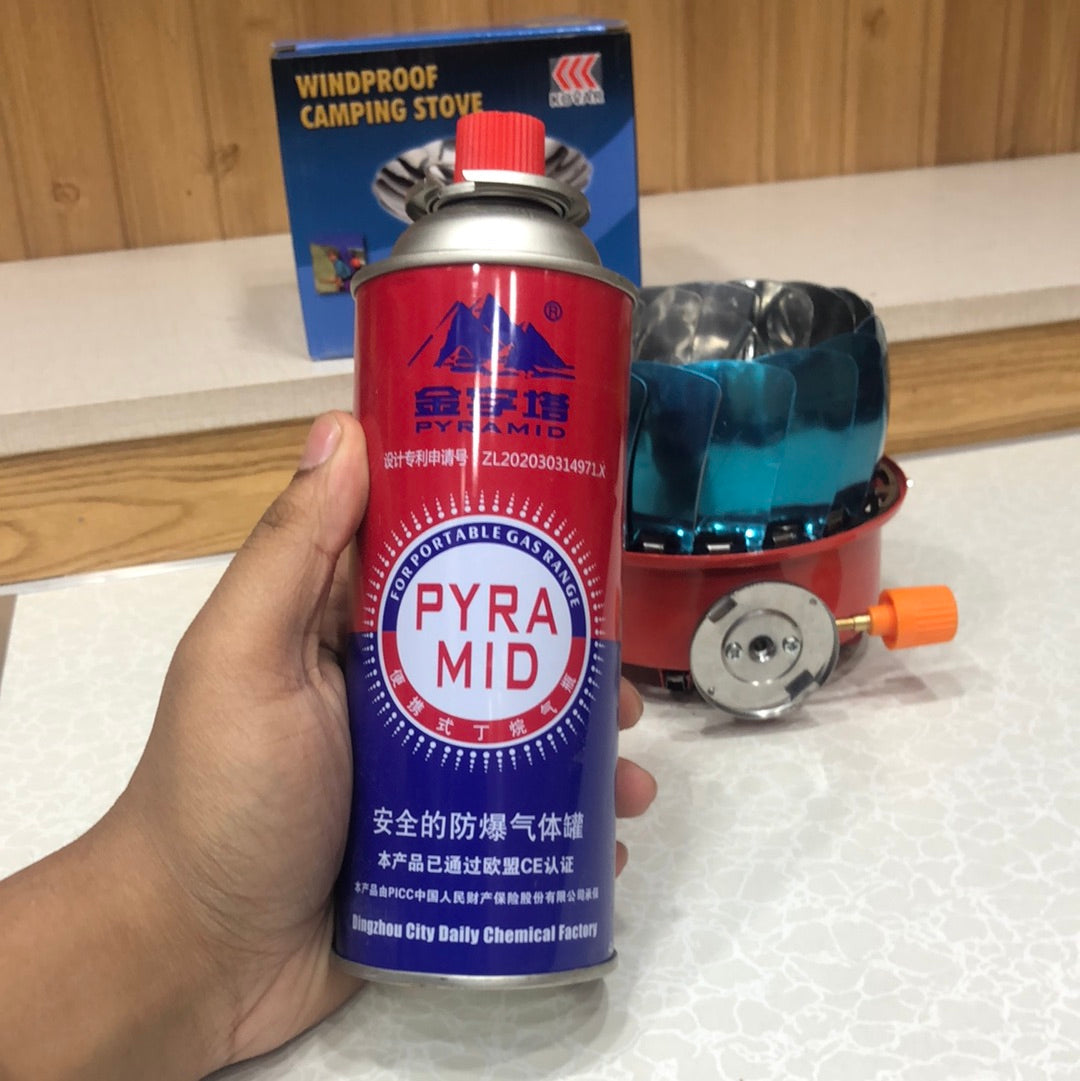 WINDPROOF
CAMPING STOVE
KOVAR
®
金字塔
PYRAMID
设计专利申请号：ZL202030314971.X
FOR PORTABLE GAS RANGE
PYRA
MID
便携式丁烷气瓶
安全的防爆气体罐
本产品已通过欧盟CE认证
本产品由PICC中国人民财产保险股份有限公司承保
Dingzhou City Daily Chemical Factory